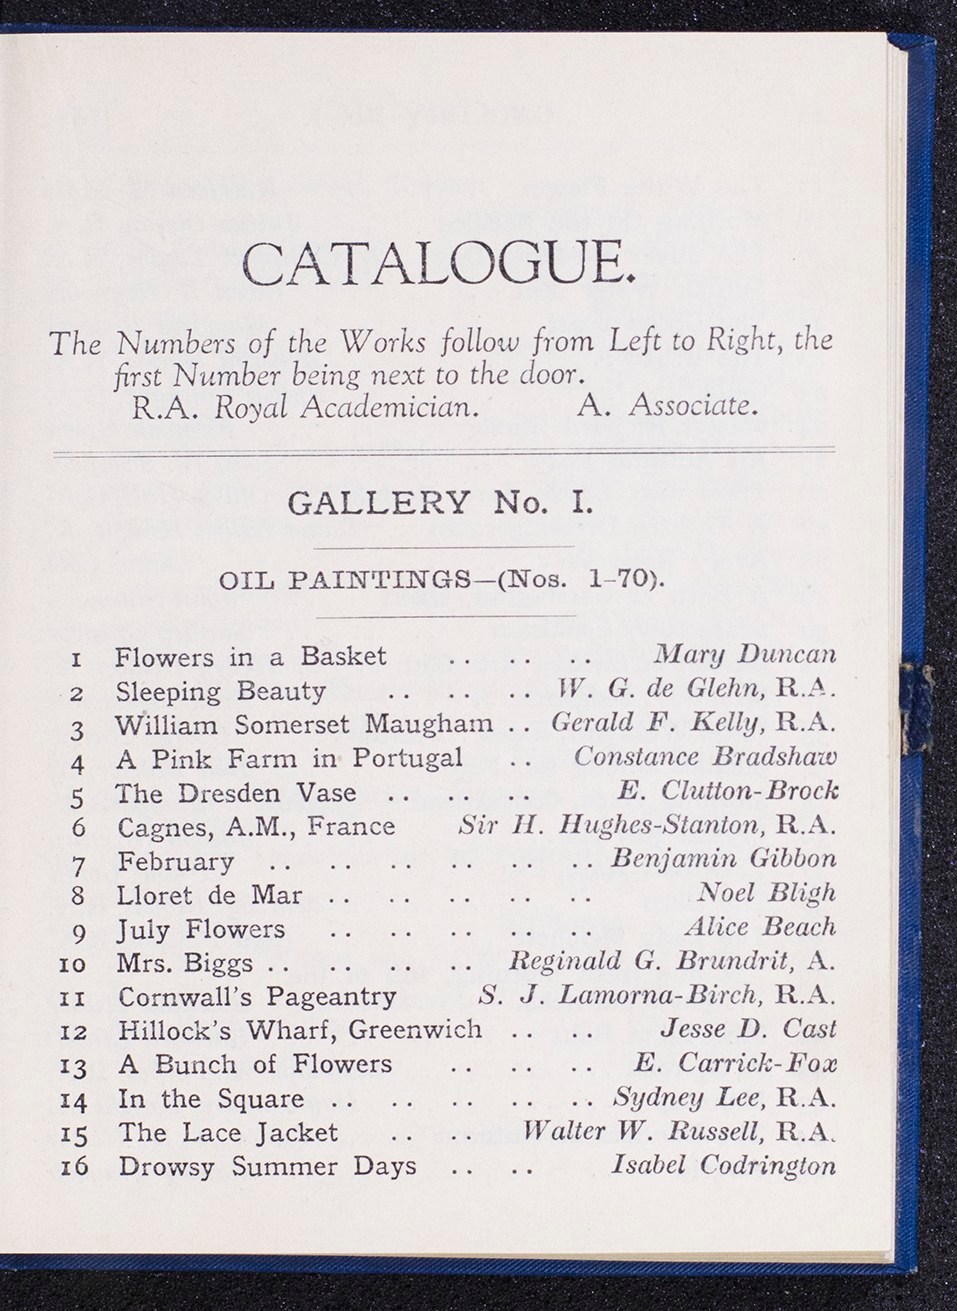 CATALOGUE.
The Numbers of the Works follow from Left to Right, the
first Number being next to the door.
R.A. Royal Academician. A. Associate.
GALLERY No. I.
OIL PAINTINGS—(Nos. 1-70).
1 Flowers in a Basket .. .. .. Mary Duncan
2 Sleeping Beauty .. .. .. W. G. de Glehn, R.A.
3 William Somerset Maugham .. Gerald F. Kelly, R.A.
4 A Pink Farm in Portugal .. Constance Bradshaw
5 The Dresden Vase .. .. .. E. Clutton-Brock
6 Cagnes, A.M., France Sir H. Hughes-Stanton, R.A.
7 February .. .. .. .. .. .. Benjamin Gibbon
8 Lloret de Mar .. .. .. .. .. Noel Bligh
9 July Flowers .. .. .. .. .. Alice Beach
10 Mrs. Biggs .. .. .. .. Reginald G. Brundrit, A.
11 Cornwall's Pageantry S. J. Lamorna-Birch, R.A.
12 Hillock's Wharf, Greenwich .. .. Jesse D. Cast
13 A Bunch of Flowers .. .. .. E. Carrick-Fox
14 In the Square .. .. .. .. .. Sydney Lee, R.A.
15 The Lace Jacket .. .. Walter W. Russell, R.A.
16 Drowsy Summer Days .. .. Isabel Codrington